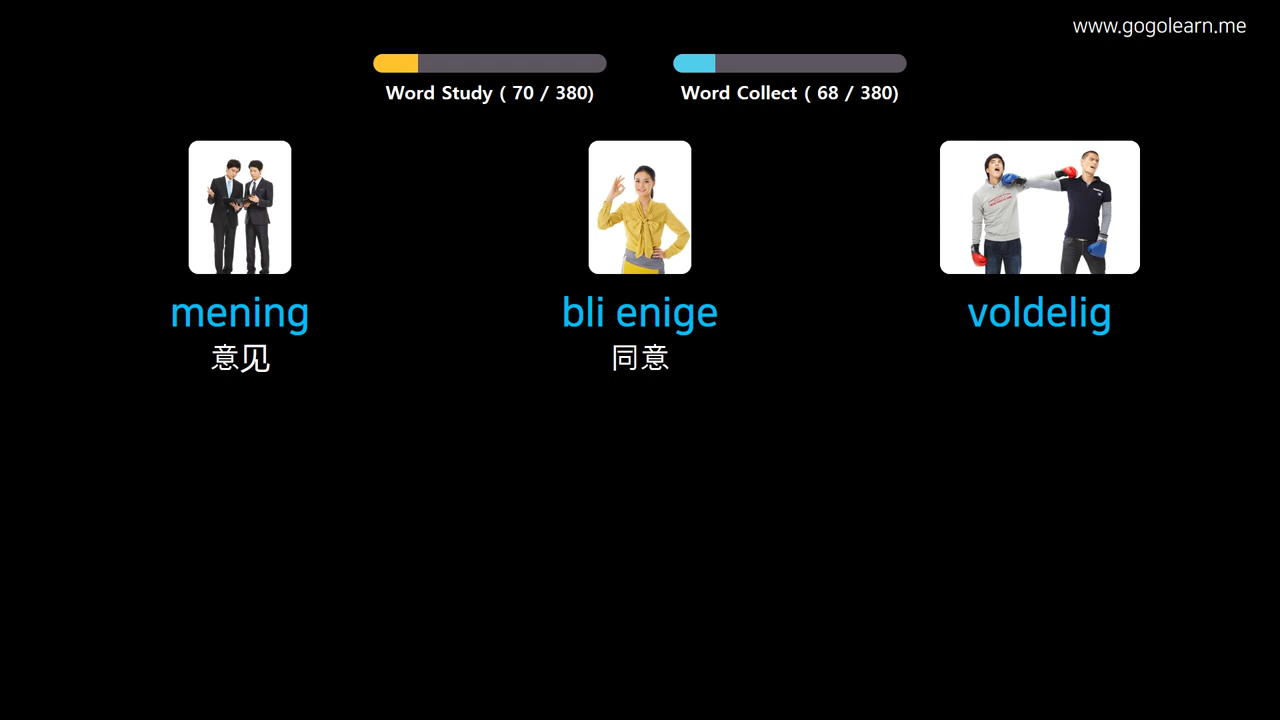 www.gogolearn.me
Word Study ( 70 / 380)
Word Collect ( 68 / 380)
mening
意见
bli enige
同意
voldelig